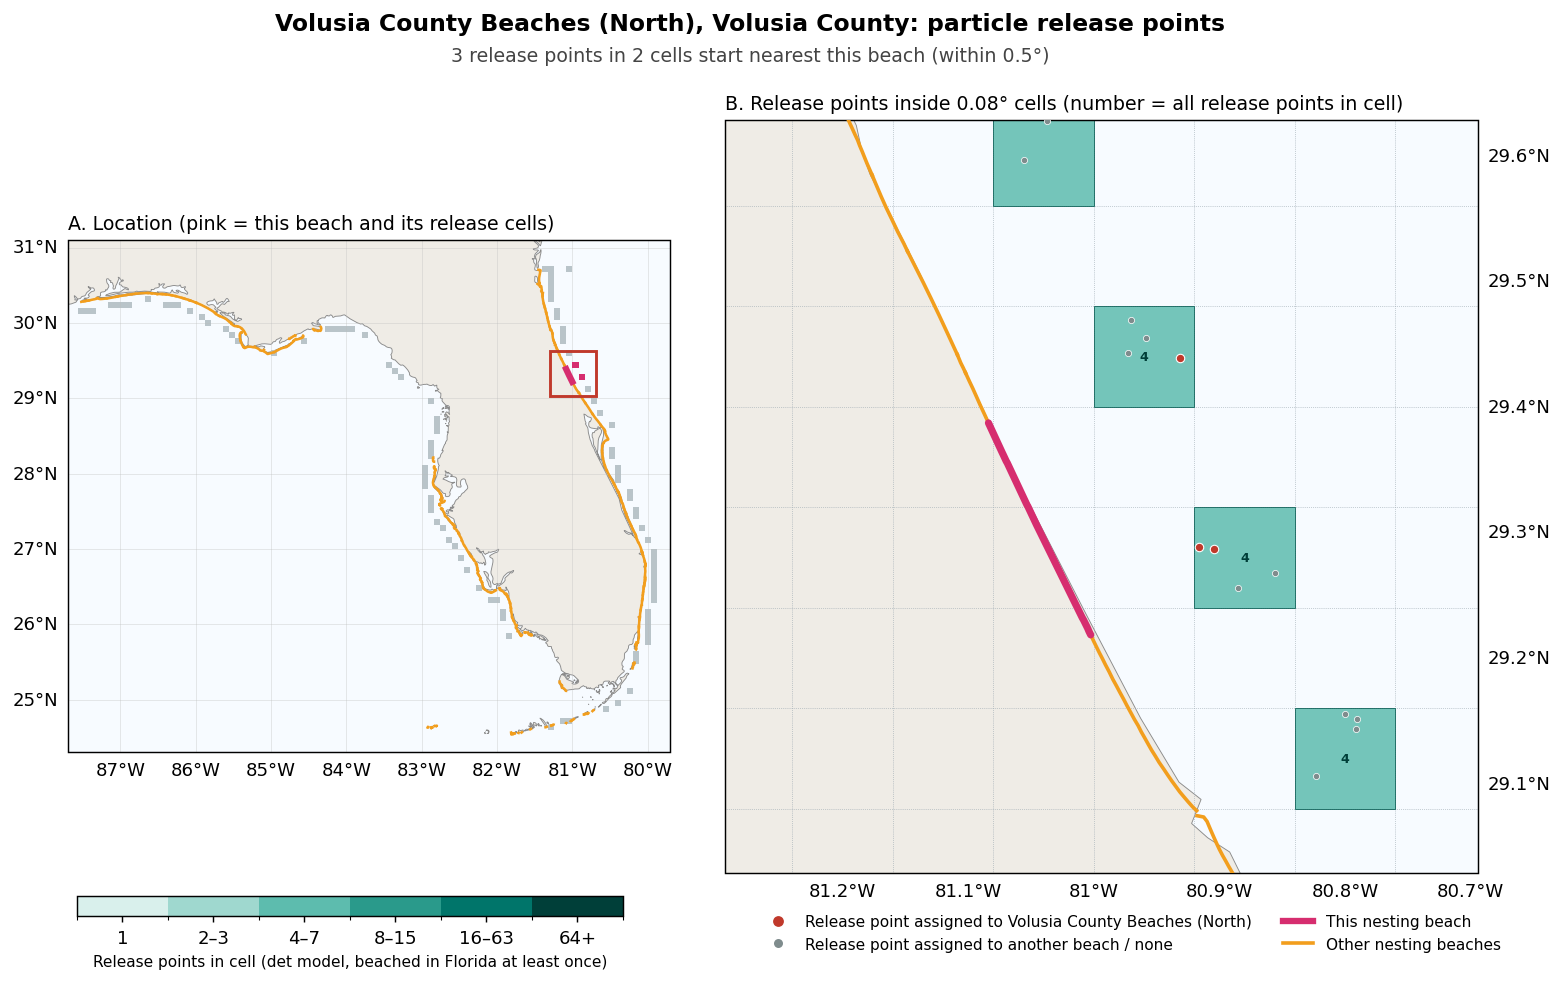 Volusia County Beaches (North), Volusia County: particle release points
3 release points in 2 cells start nearest this beach (within 0.5°)
A. Location (pink = this beach and its release cells)
31°N
30°N
29°N
28°N
27°N
26°N
25°N
87°W 86°W 85°W 84°W 83°W 82°W 81°W 80°W
1 2–3 4–7 8–15 16–63 64+
Release points in cell (det model, beached in Florida at least once)
B. Release points inside 0.08° cells (number = all release points in cell)
29.6°N
29.5°N
29.4°N
29.3°N
29.2°N
29.1°N
4
4
4
81.2°W 81.1°W 81°W 80.9°W 80.8°W 80.7°W
Release point assigned to Volusia County Beaches (North)
Release point assigned to another beach / none
This nesting beach
Other nesting beaches